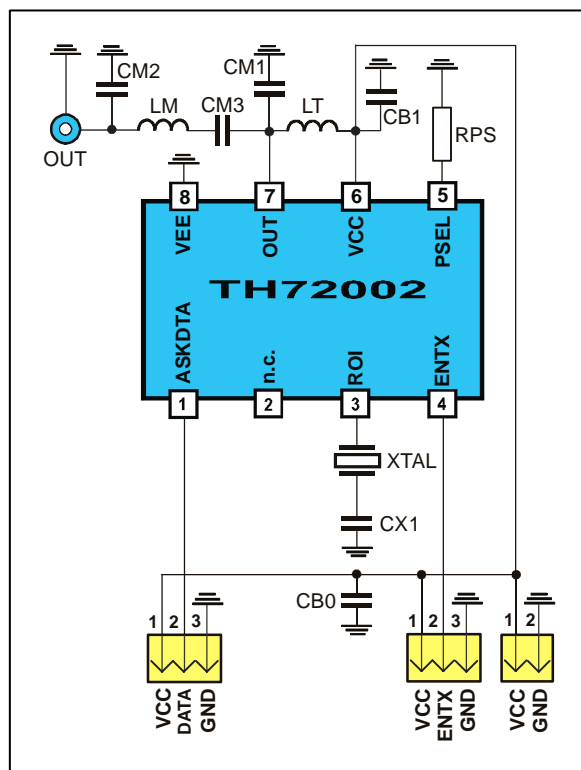 CM2
CM1
LM
CM3
LT
CB1
RPS
OUT
8 7 6 5
VEE OUT VCC PSEL
TH72002
ASKDTA n.c. ROI ENTX
1 2 3 4
XTAL
CX1
CB0
1 2 3
1 2 3
1 2
VCC DATA GND
VCC ENTX GND
VCC GND